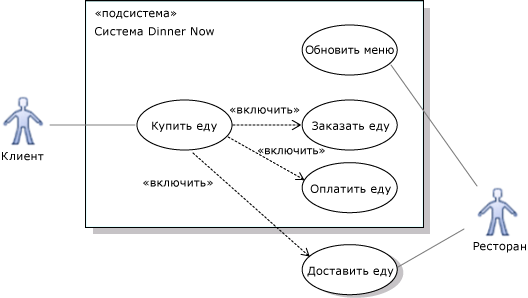 «подсистема»
Система Dinner Now
Обновить меню
«включить»
Купить еду
Заказать еду
«включить»
Клиент
«включить»
Оплатить еду
Ресторан
Доставить еду